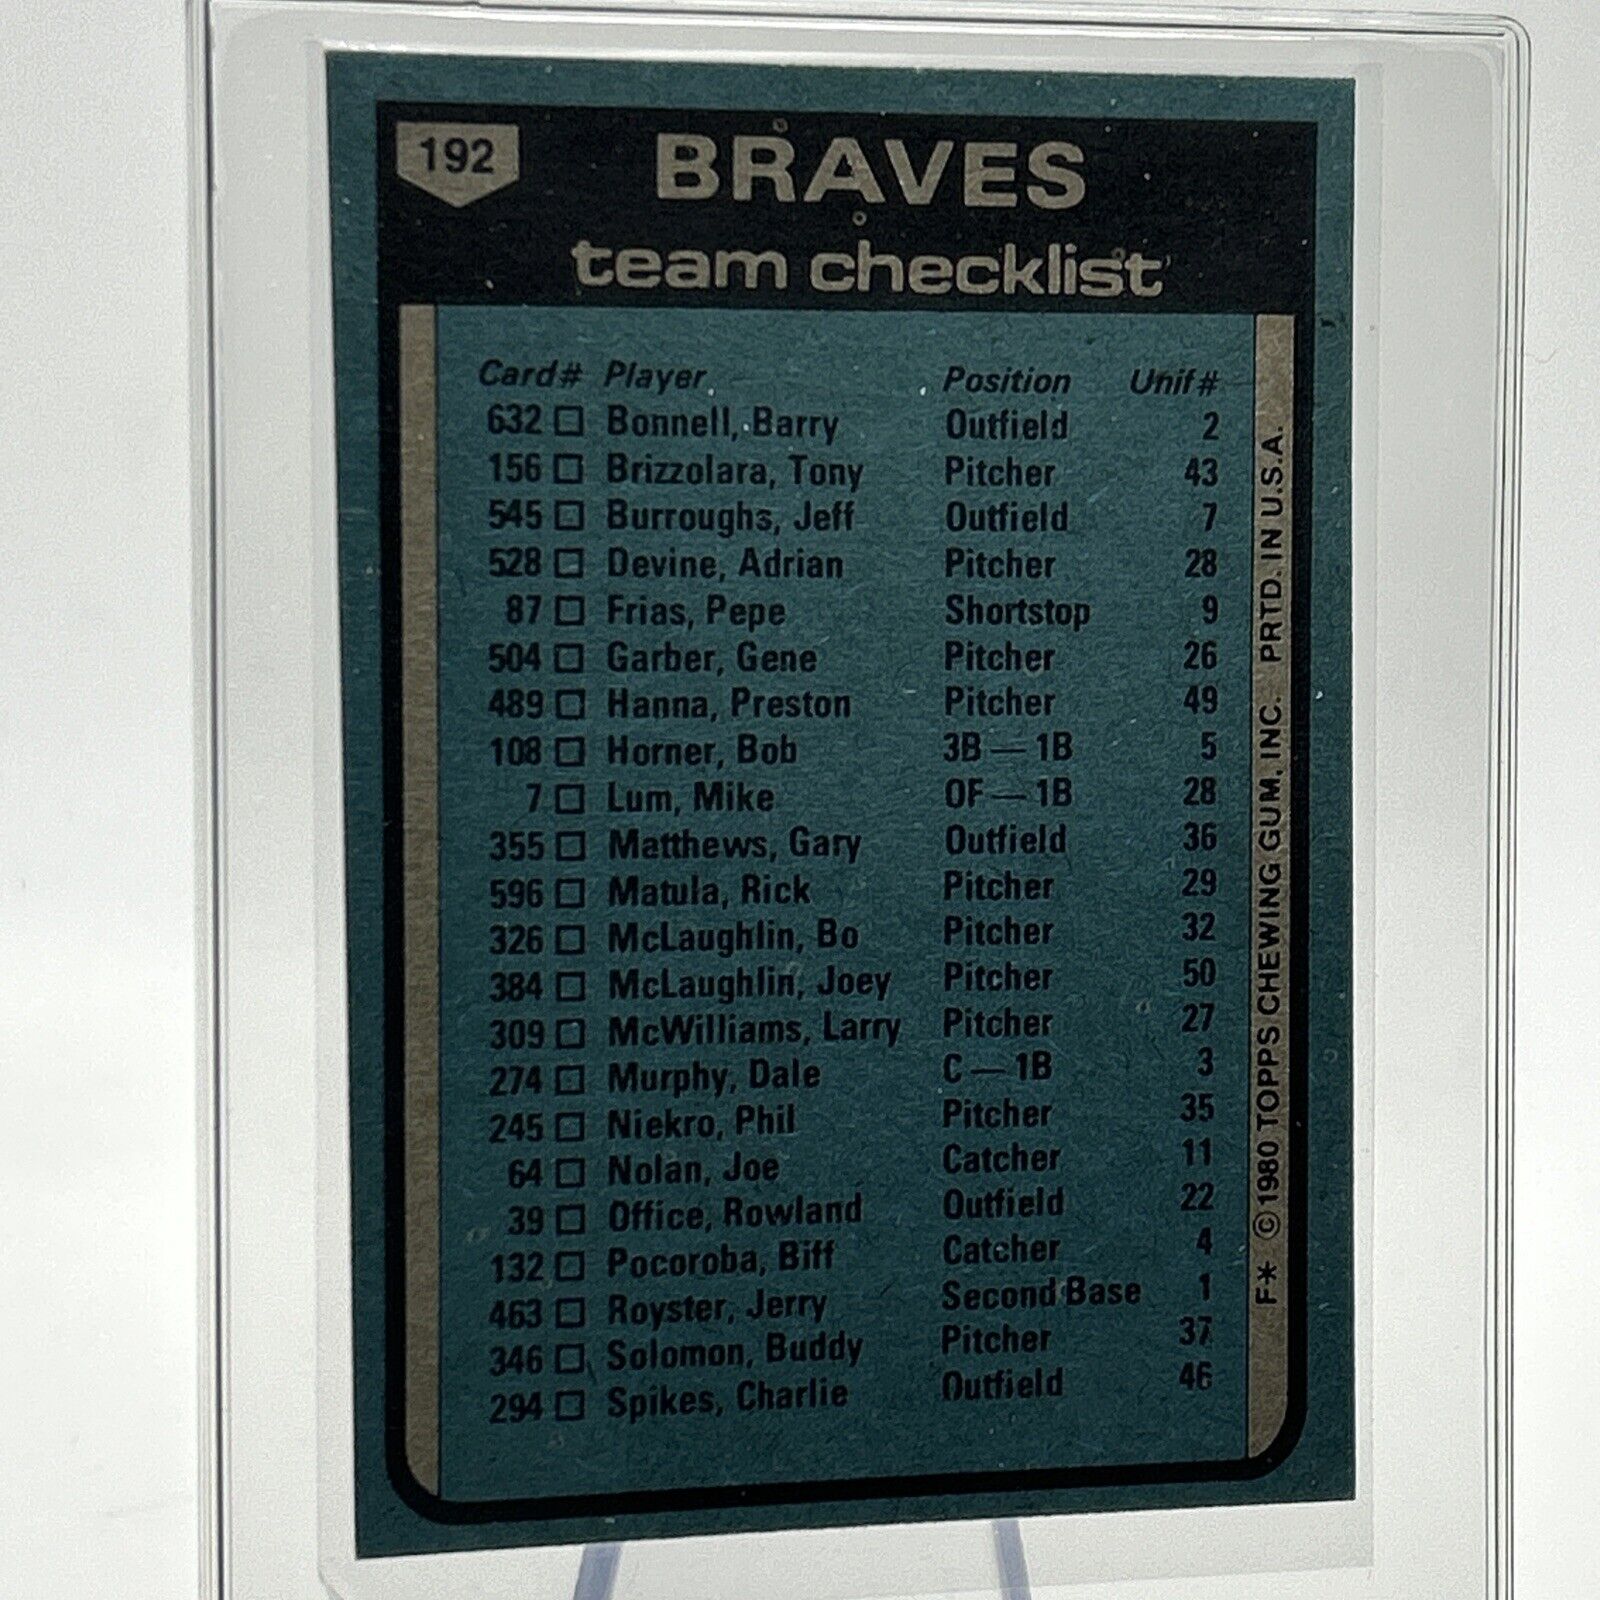 192
BRAVES
team checklist
Card# Player Position Unif#
632 □ Bonnell, Barry Outfield 2
156 □ Brizzolara, Tony Pitcher 43
545 □ Burroughs, Jeff Outfield 7
528 □ Devine, Adrian Pitcher 28
87 □ Frias, Pepe Shortstop 9
504 □ Garber, Gene Pitcher 26
489 □ Hanna, Preston Pitcher 49
108 □ Horner, Bob 3B — 1B 5
7 □ Lum, Mike OF — 1B 28
355 □ Matthews, Gary Outfield 36
596 □ Matula, Rick Pitcher 29
326 □ McLaughlin, Bo Pitcher 32
384 □ McLaughlin, Joey Pitcher 50
309 □ McWilliams, Larry Pitcher 27
274 □ Murphy, Dale C — 1B 3
245 □ Niekro, Phil Pitcher 35
64 □ Nolan, Joe Catcher 11
39 □ Office, Rowland Outfield 22
132 □ Pocoroba, Biff Catcher 4
463 □ Royster, Jerry Second Base 1
346 □ Solomon, Buddy Pitcher 37
294 □ Spikes, Charlie Outfield 46
F* © 1980 TOPPS CHEWING GUM, INC. PRTD. IN U.S.A.